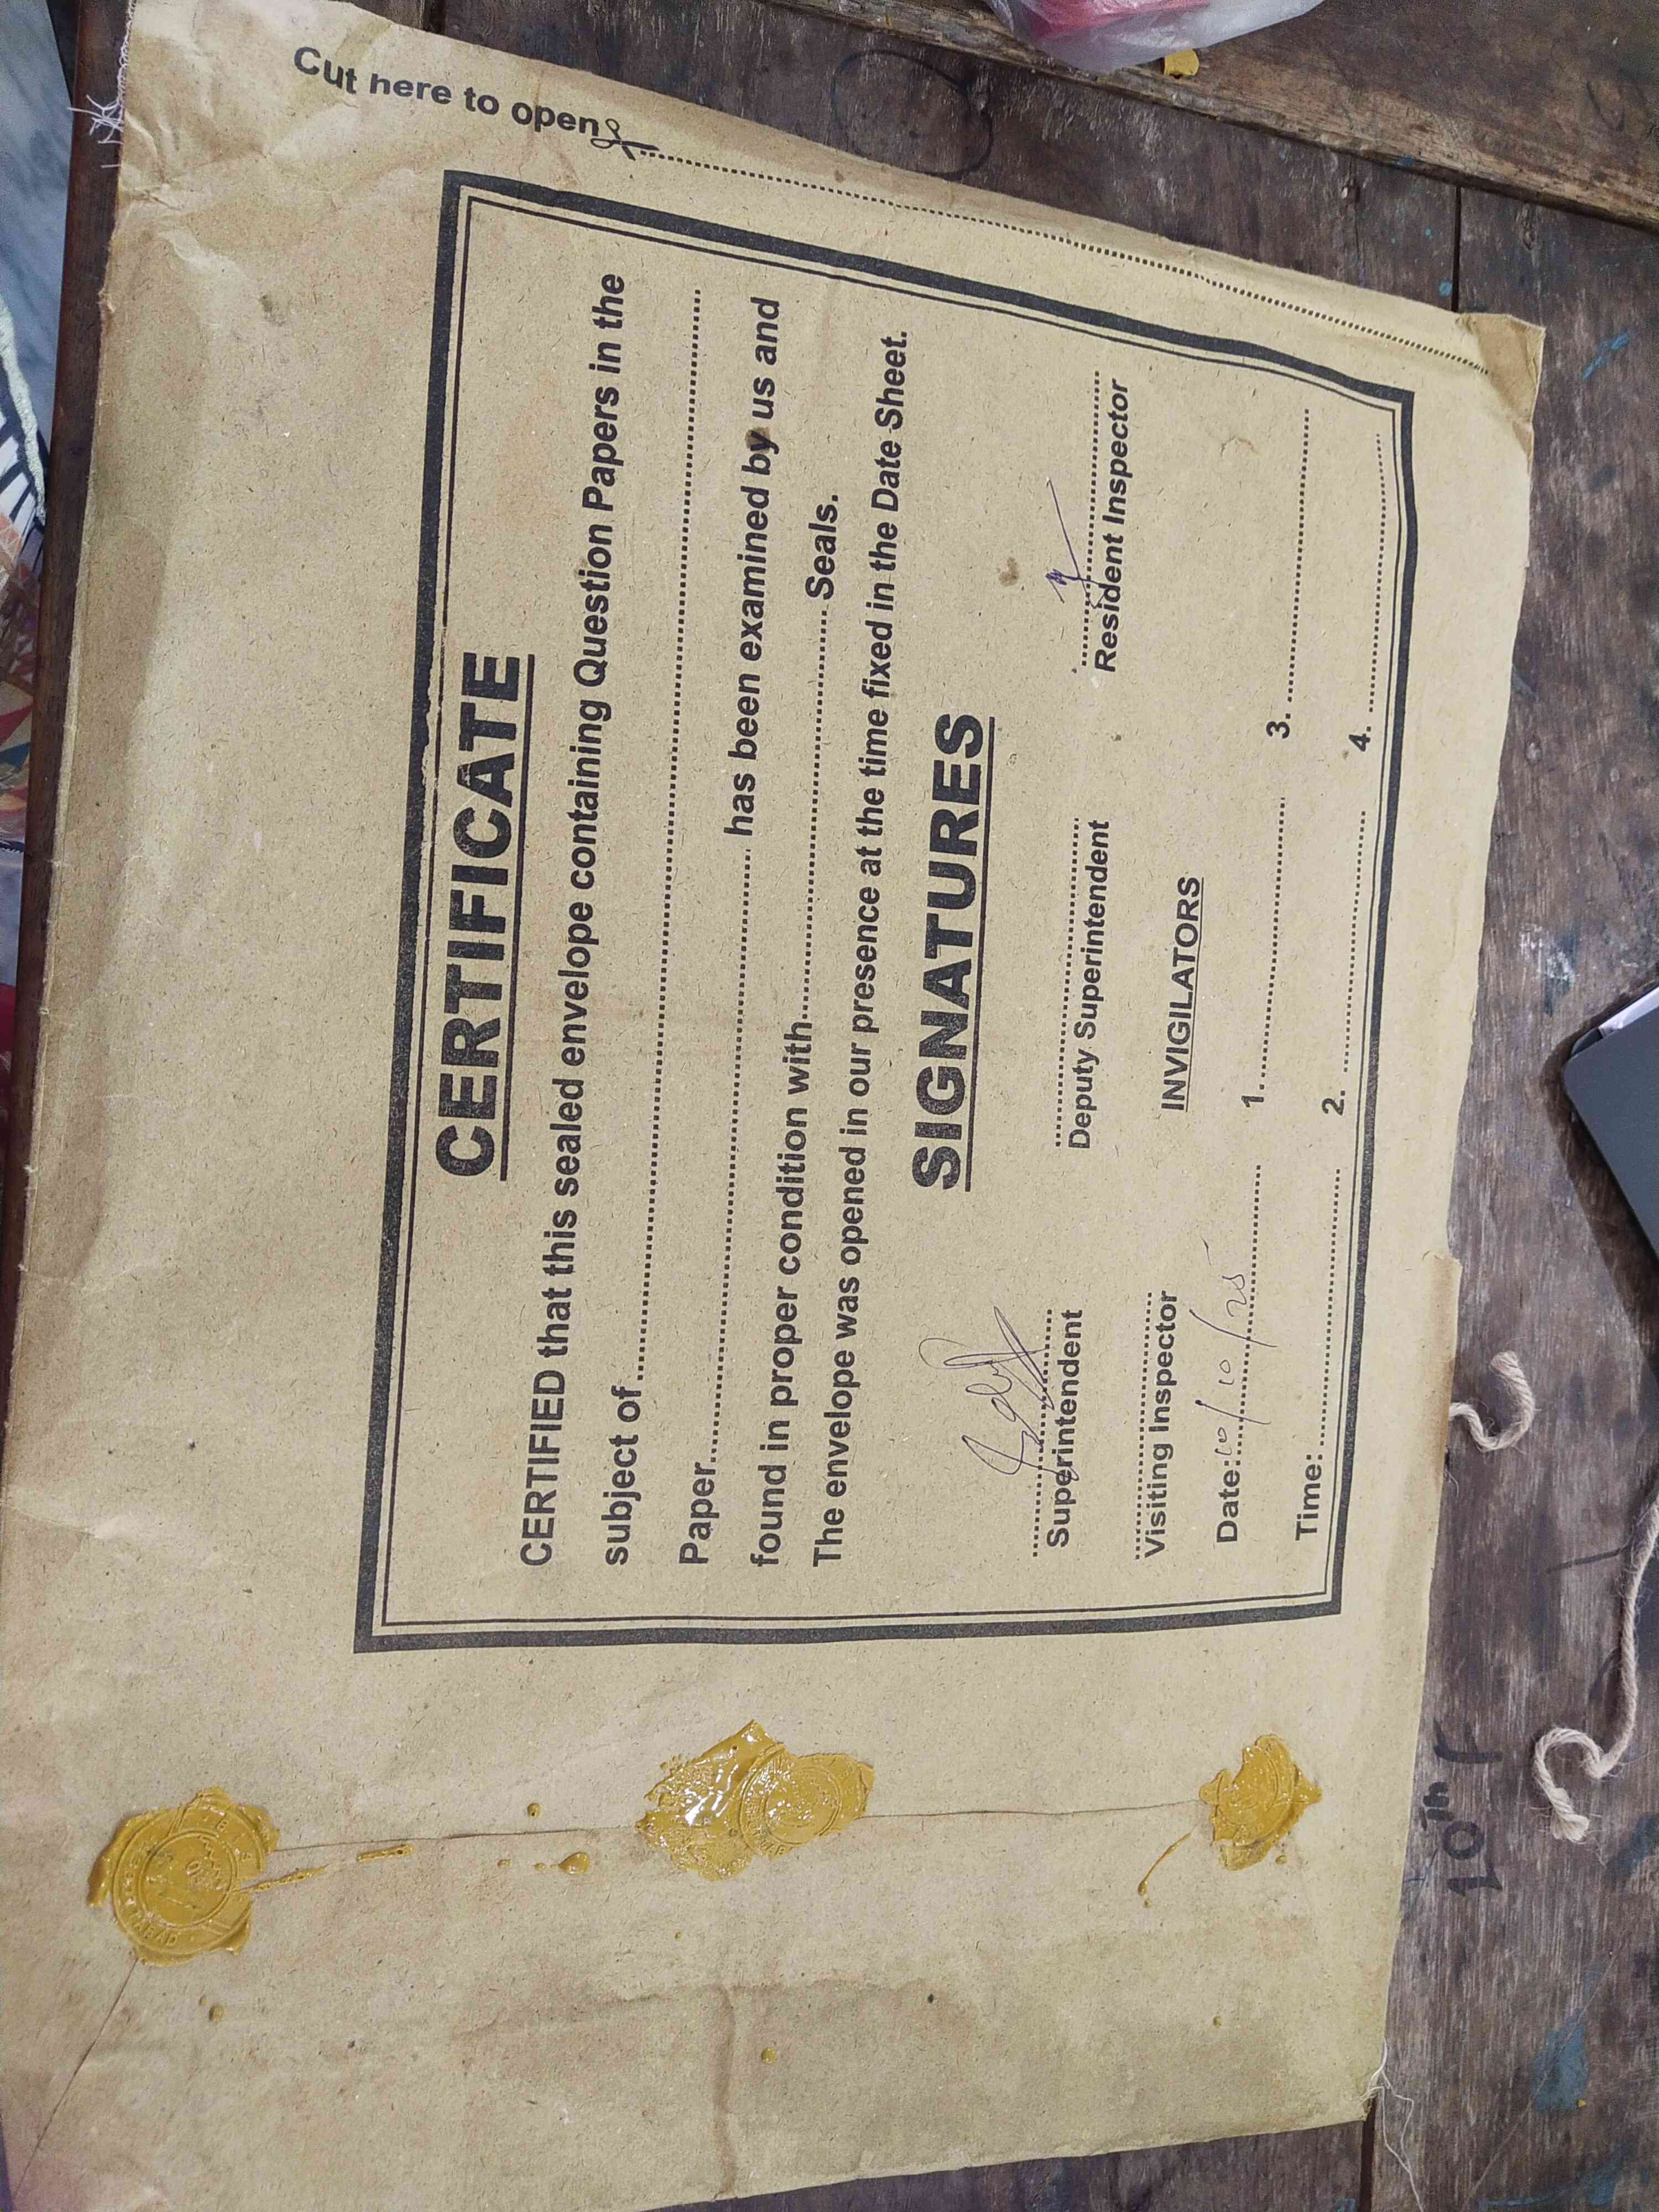 Cut here to open
CERTIFICATE
CERTIFIED that this sealed envelope containing Question Papers in the
subject of
Paper has been examined by us and
found in proper condition with Seals.
The envelope was opened in our presence at the time fixed in the Date Sheet.
SIGNATURES
Superintendent Deputy Superintendent Resident Inspector
Visiting Inspector INVIGILATORS
Date: 10/10/25 1. 3.
Time: 2. 4.
10th